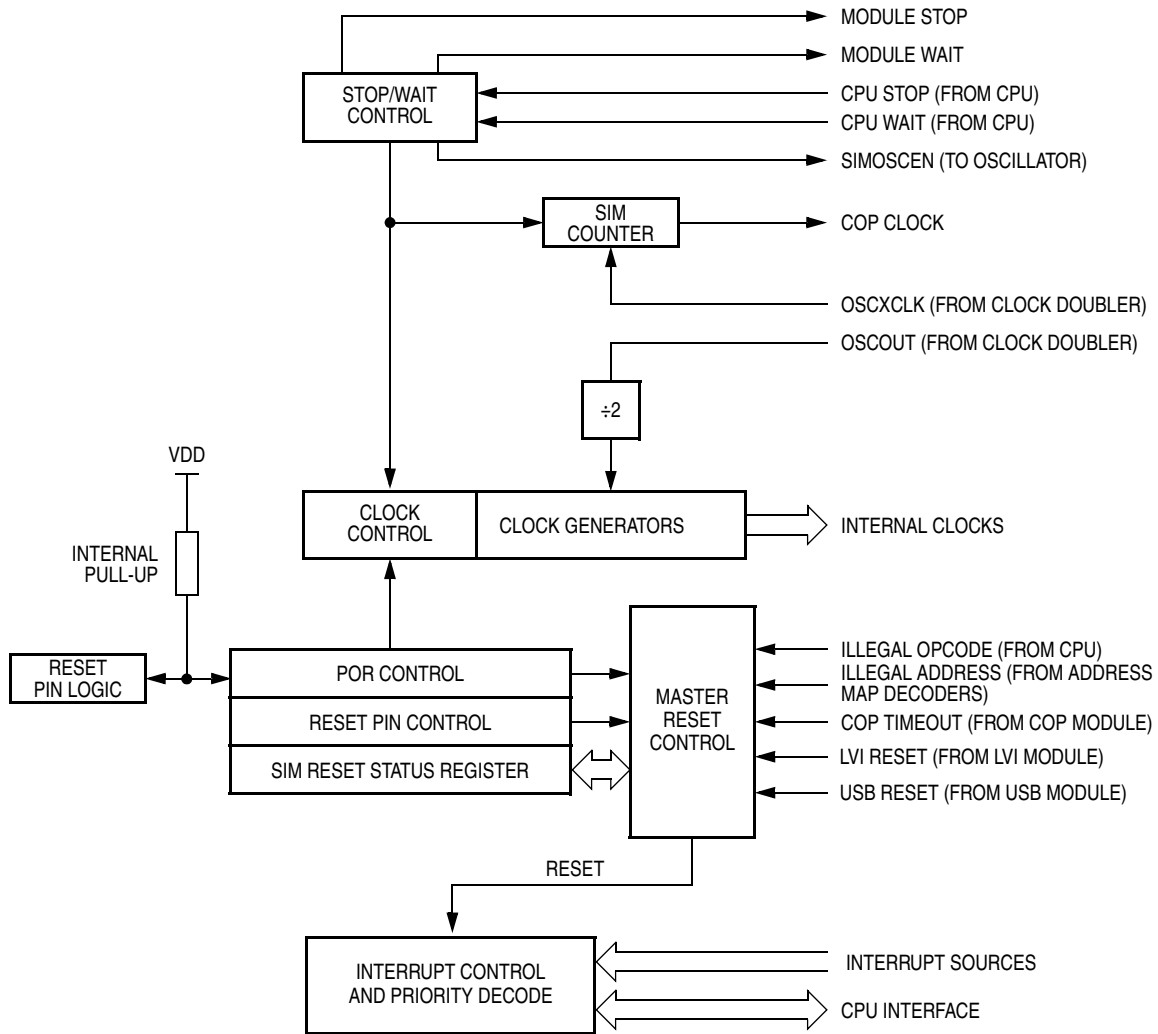 MODULE STOP
MODULE WAIT
STOP/WAIT
CONTROL
CPU STOP (FROM CPU)
CPU WAIT (FROM CPU)
SIMOSCEN (TO OSCILLATOR)
SIM
COUNTER
COP CLOCK
OSCXCLK (FROM CLOCK DOUBLER)
OSCOUT (FROM CLOCK DOUBLER)
÷2
VDD
CLOCK
CONTROL
CLOCK GENERATORS
INTERNAL CLOCKS
INTERNAL
PULL-UP
RESET
PIN LOGIC
POR CONTROL
RESET PIN CONTROL
SIM RESET STATUS REGISTER
MASTER
RESET
CONTROL
ILLEGAL OPCODE (FROM CPU)
ILLEGAL ADDRESS (FROM ADDRESS
MAP DECODERS)
COP TIMEOUT (FROM COP MODULE)
LVI RESET (FROM LVI MODULE)
USB RESET (FROM USB MODULE)
RESET
INTERRUPT CONTROL
AND PRIORITY DECODE
INTERRUPT SOURCES
CPU INTERFACE